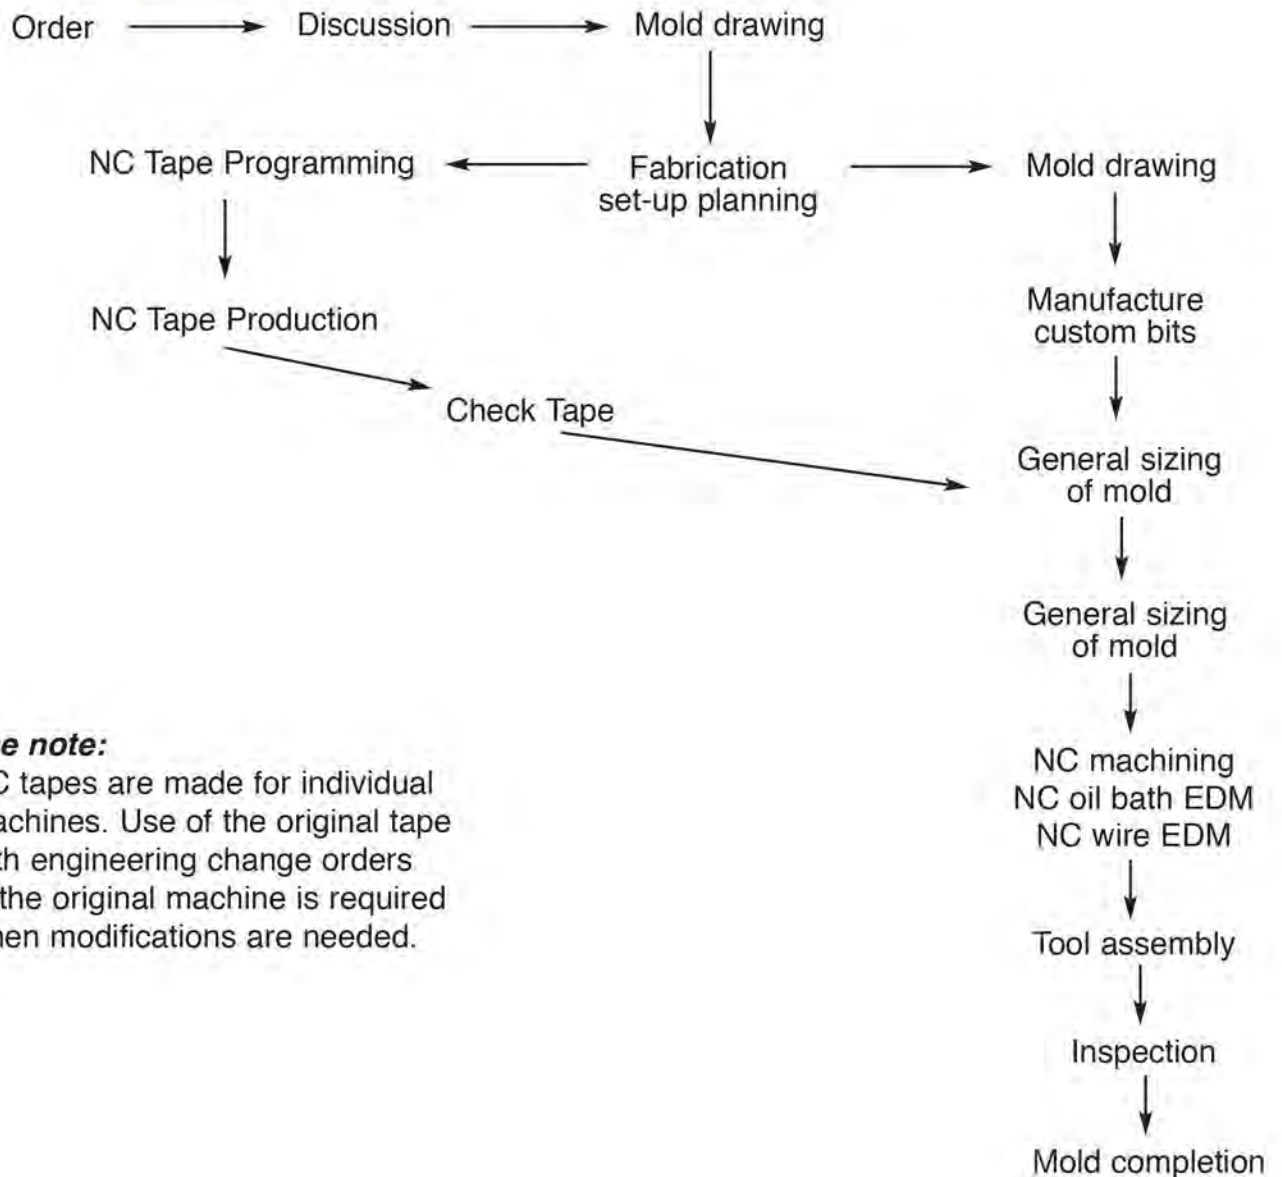 Order
Discussion
Mold drawing
NC Tape Programming
Fabrication
set-up planning
Mold drawing
NC Tape Production
Manufacture
custom bits
Check Tape
General sizing
of mold
General sizing
of mold
NC machining
NC oil bath EDM
NC wire EDM
Tool assembly
Inspection
Mold completion
note:
tapes are made for individual
Use of the original tape
engineering change orders
the original machine is required
modifications are needed.